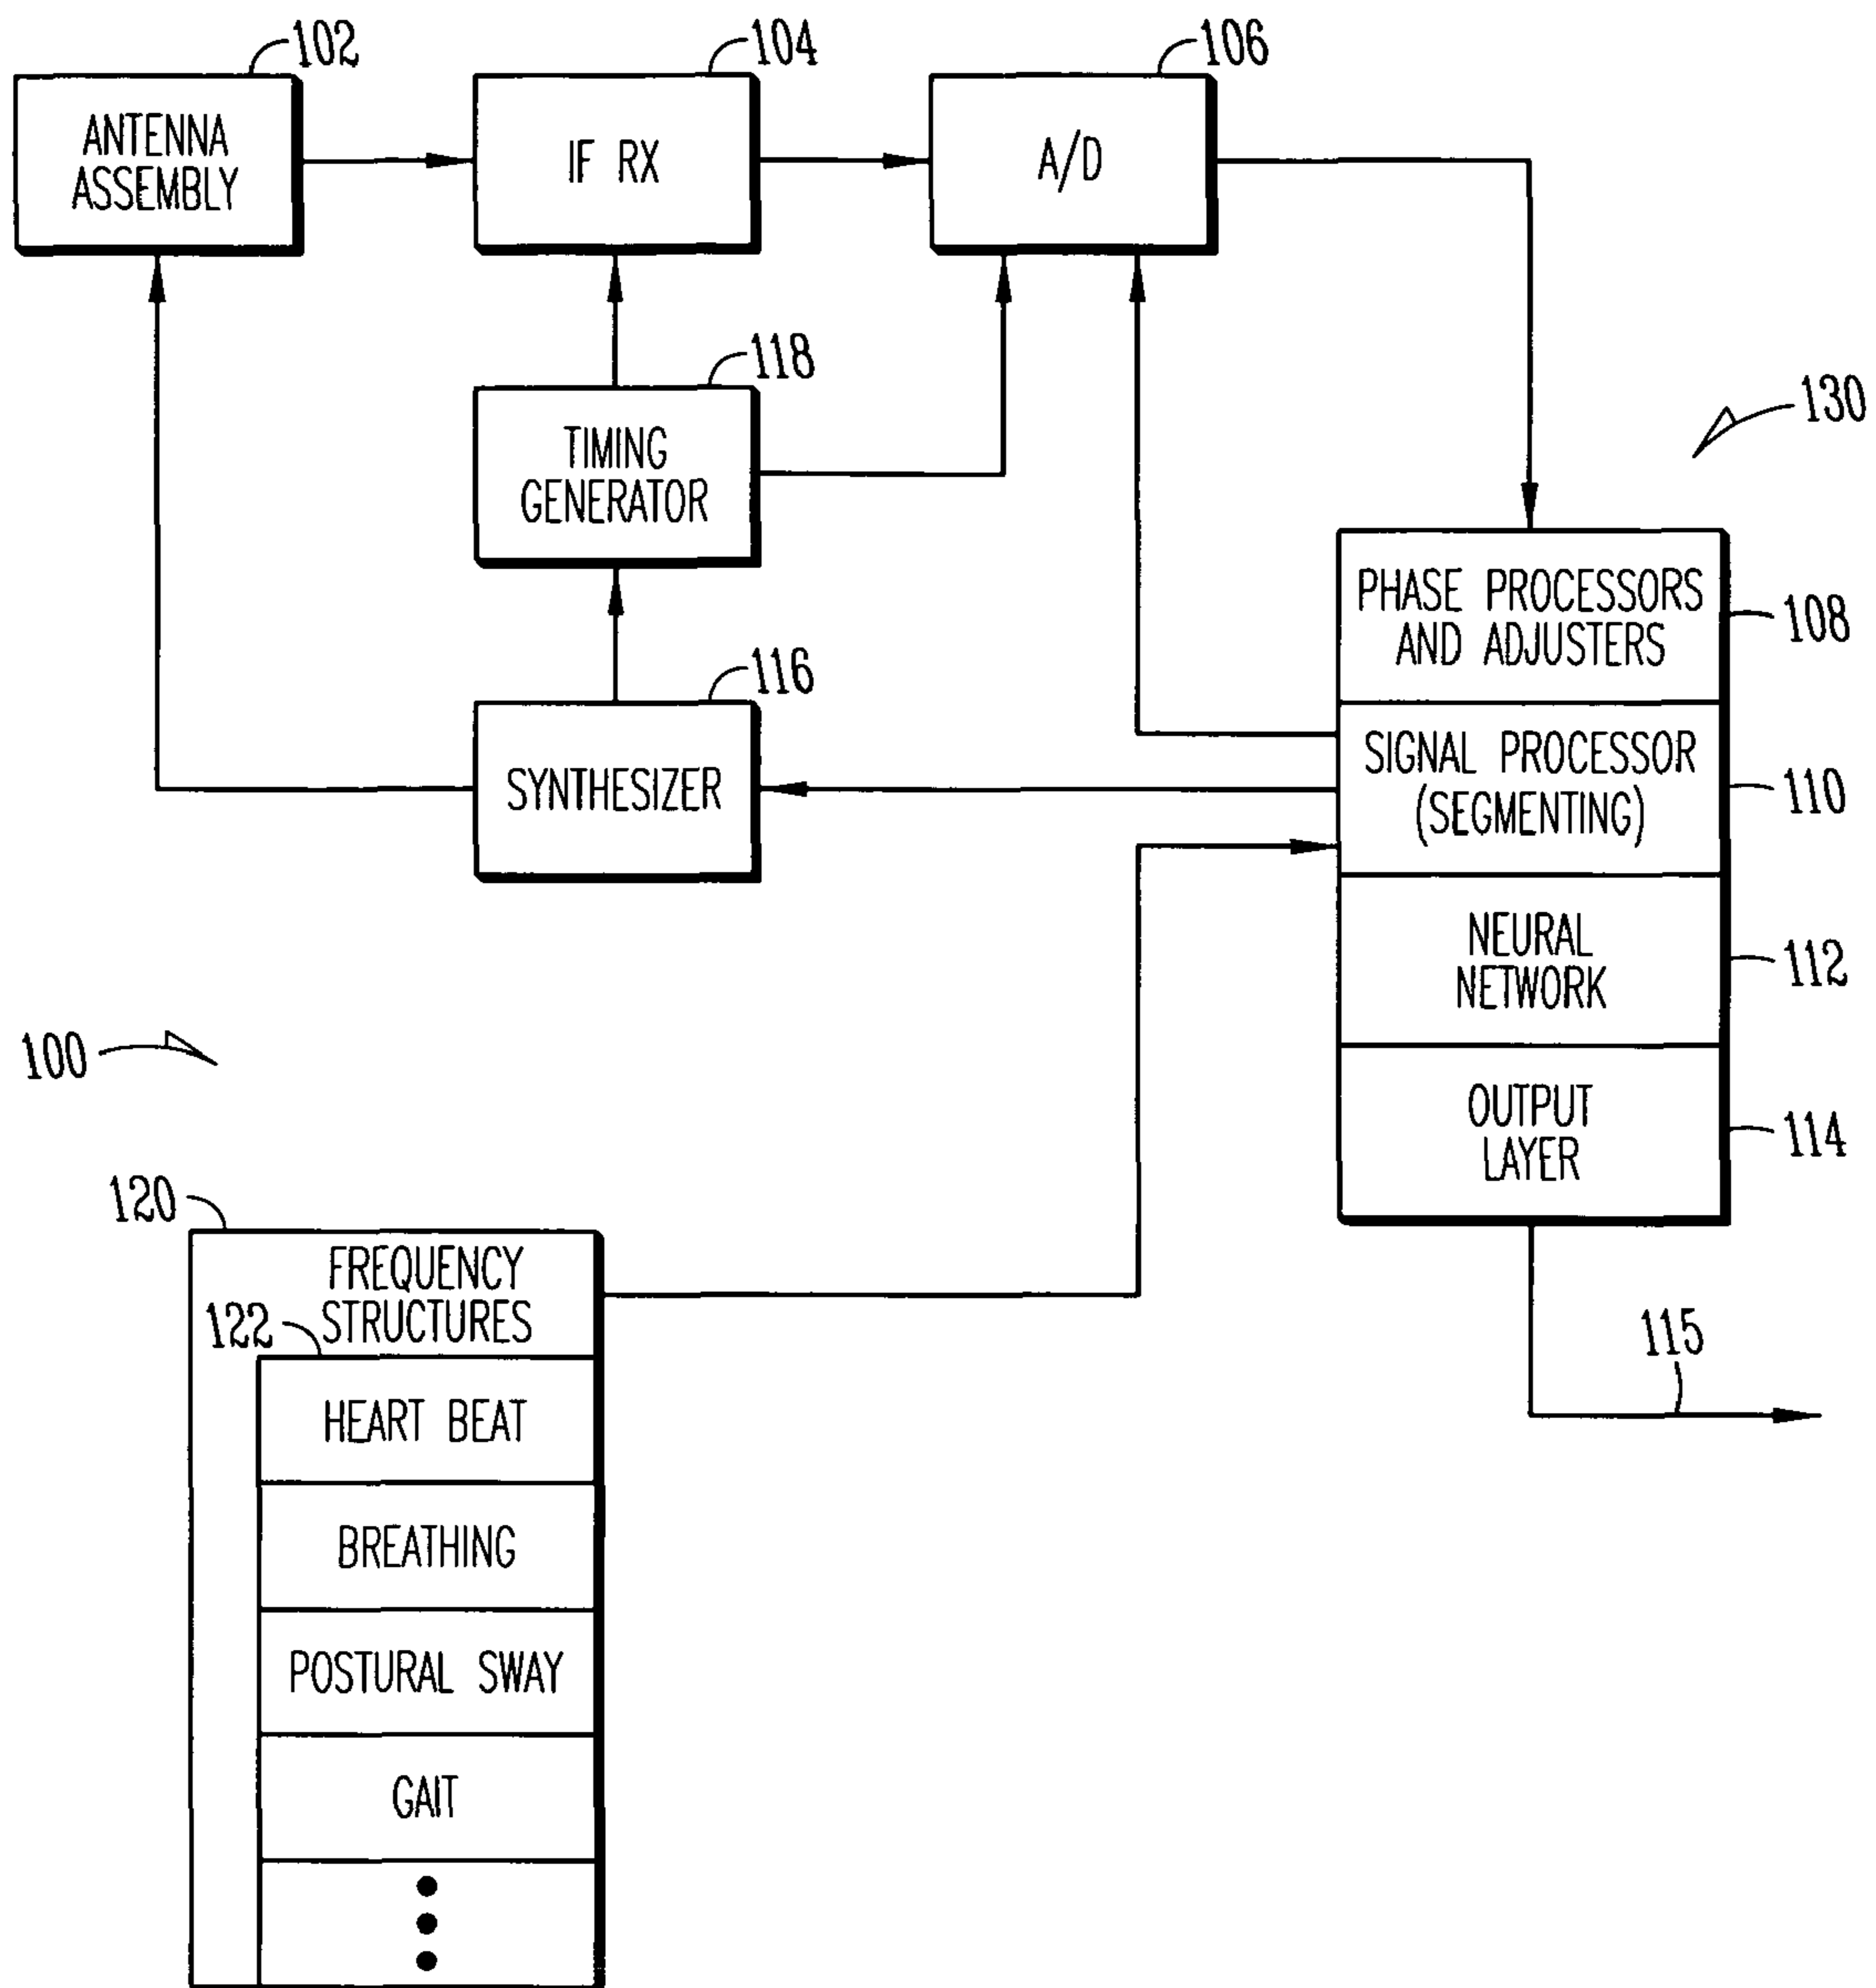 102
104
106
ANTENNA
ASSEMBLY
IF RX
A/D
118
130
TIMING
GENERATOR
PHASE PROCESSORS
AND ADJUSTERS
108
116
SYNTHESIZER
SIGNAL PROCESSOR
(SEGMENTING)
110
NEURAL
NETWORK
112
100
OUTPUT
LAYER
114
120
FREQUENCY
STRUCTURES
122
115
HEART BEAT
BREATHING
POSTURAL SWAY
GAIT